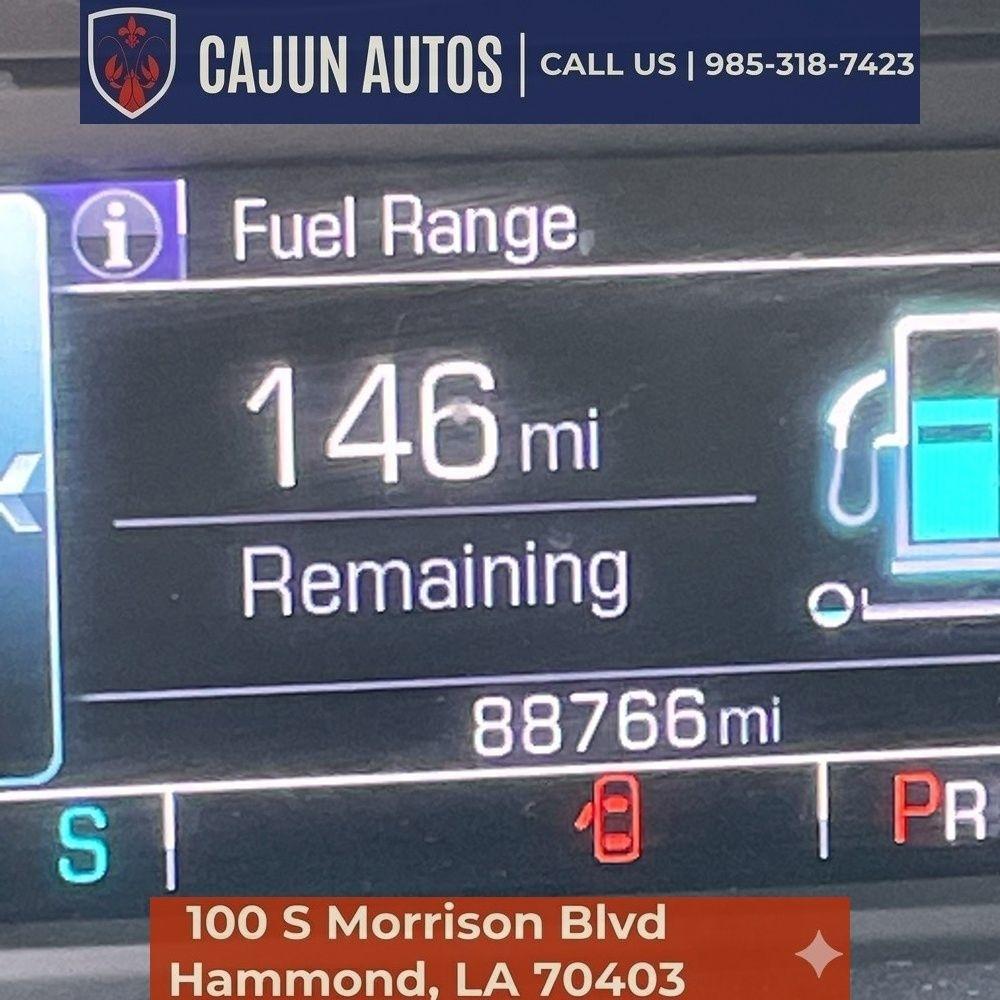 CAJUN AUTOS | CALL US | 985-318-7423
i Fuel Range
146 mi
Remaining
88766 mi
S PR
100 S Morrison Blvd
Hammond, LA 70403